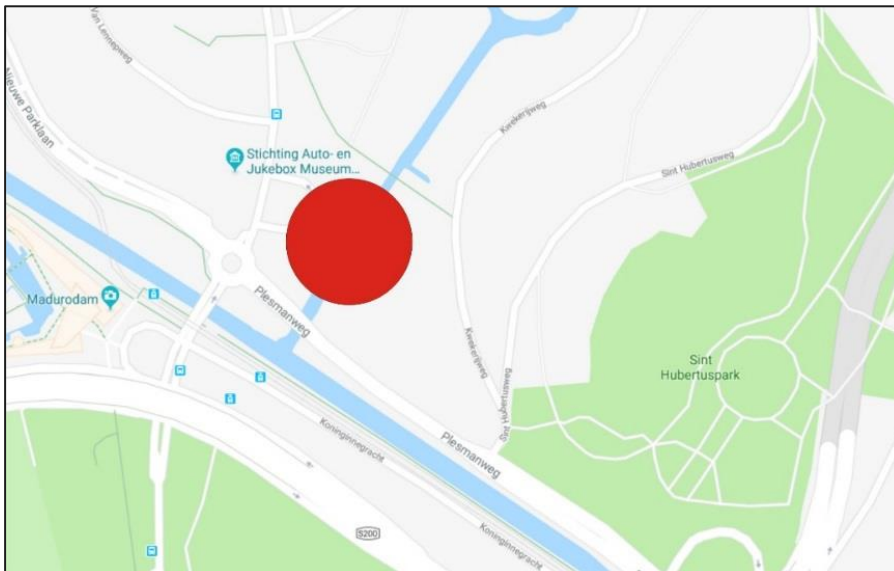 Van Lennepweg
Nieuwe Parklaan
Stichting Auto- en
Jukebox Museum...
Kwekerijweg
Sint Hubertusweg
Madurodam
Plesmanweg
Kwekerijweg
Sint Hubertusweg
Sint
Hubertuspark
Koninginnegracht
Plesmanweg
S200
Koninginnegracht